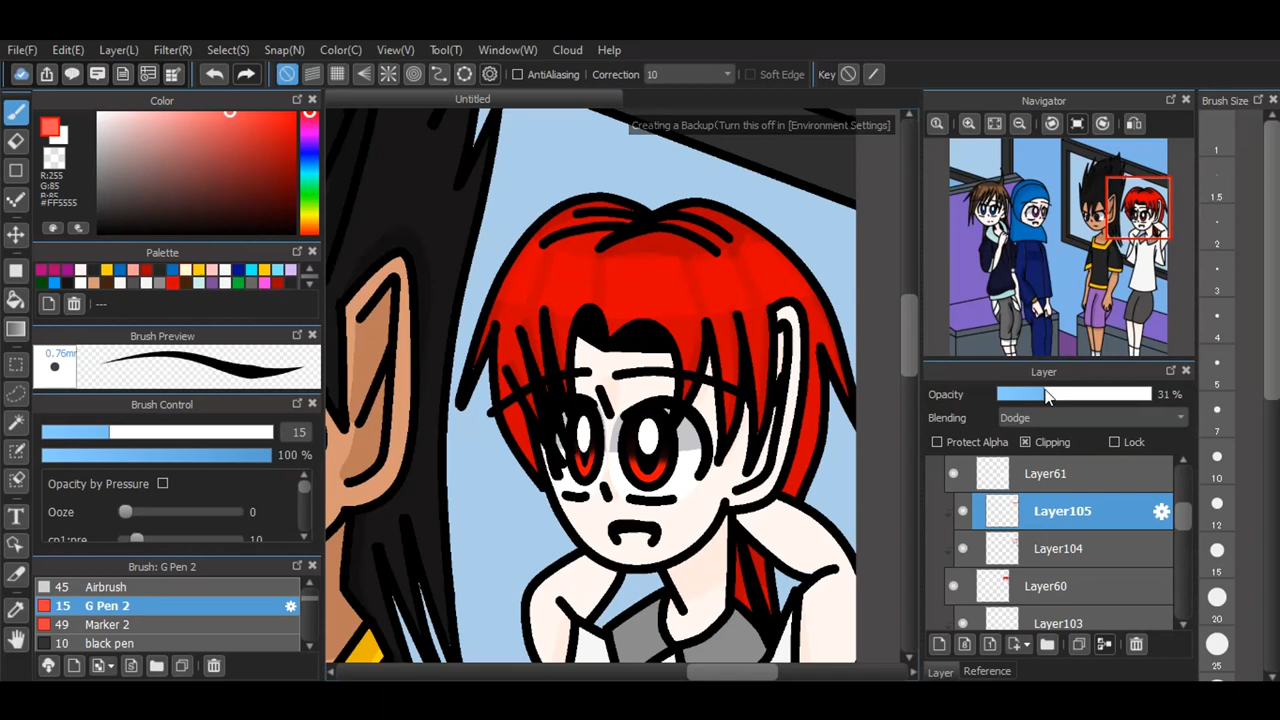 File(F) Edit(E) Layer(L) Filter(R) Select(S) Snap(N) Color(C) View(V) Tool(T) Window(W) Cloud Help
AntiAliasing Correction 10 Soft Edge Key
Color
R:255
G:85
B:85
#FF5555
Palette
---
Brush Preview
0.76mm
Brush Control
15
100 %
Opacity by Pressure
Ooze 0
cp1:pre 10
Brush: G Pen 2
45 Airbrush
15 G Pen 2
49 Marker 2
10 black pen
Untitled
Creating a Backup(Turn this off in [Environment Settings]
Navigator
Layer
Opacity 31 %
Blending Dodge
Protect Alpha Clipping Lock
Layer61
Layer105
Layer104
Layer60
Layer103
Layer Reference
Brush Size
1
1.5
2
3
5
7
10
12
15
20
25